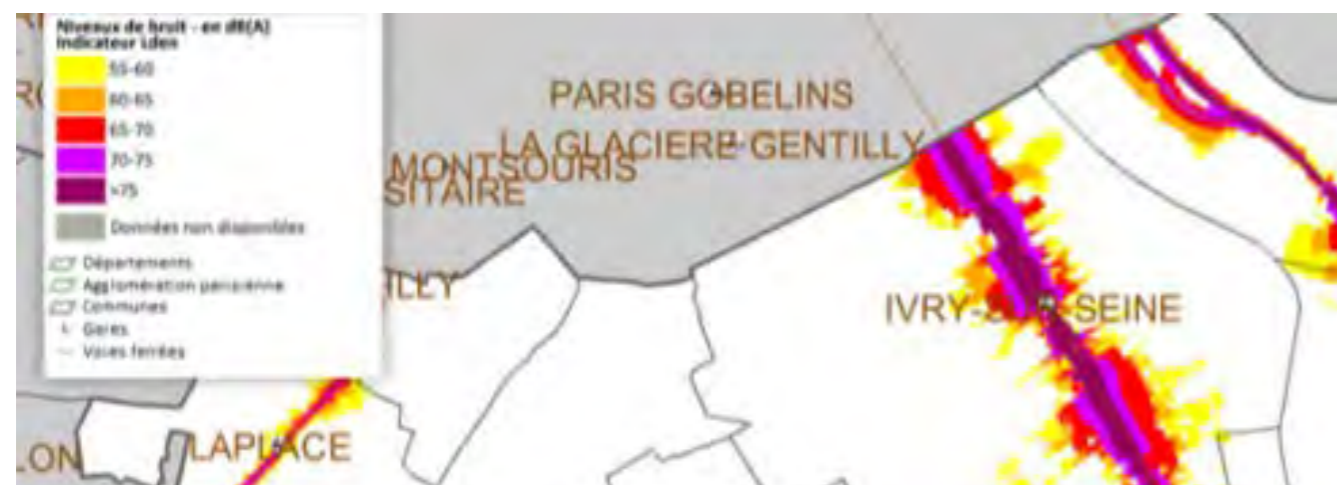 Niveaux de bruit - en dB(A)
Indicateur Lden
55-60
60-65
65-70
70-75
>75
Données non disponibles
Départements
Agglomération parisienne
Communes
Gares
Voies ferrées
PARIS GOBELINS
LA GLACIERE-GENTILLY
MONTSOURIS
SITAIRE
ILLY
IVRY-SUR-SEINE
LAPLACE
LON